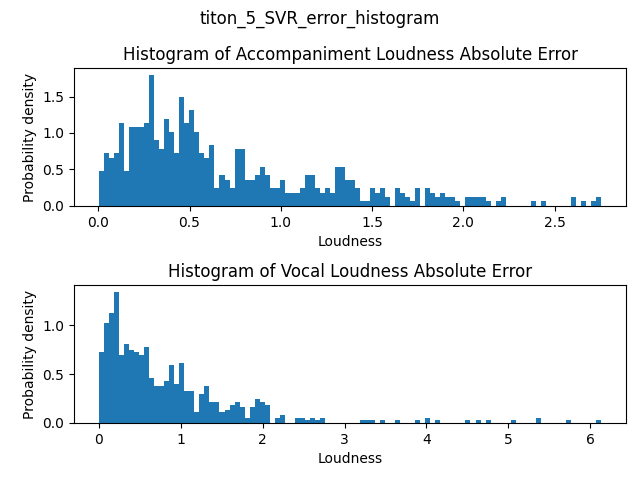 titon_5_SVR_error_histogram
Histogram of Accompaniment Loudness Absolute Error
Probability density
1.5
1.0
0.5
0.0
0.0 0.5 1.0 1.5 2.0 2.5
Loudness
Histogram of Vocal Loudness Absolute Error
Probability density
1.0
0.5
0.0
0 1 2 3 4 5 6
Loudness